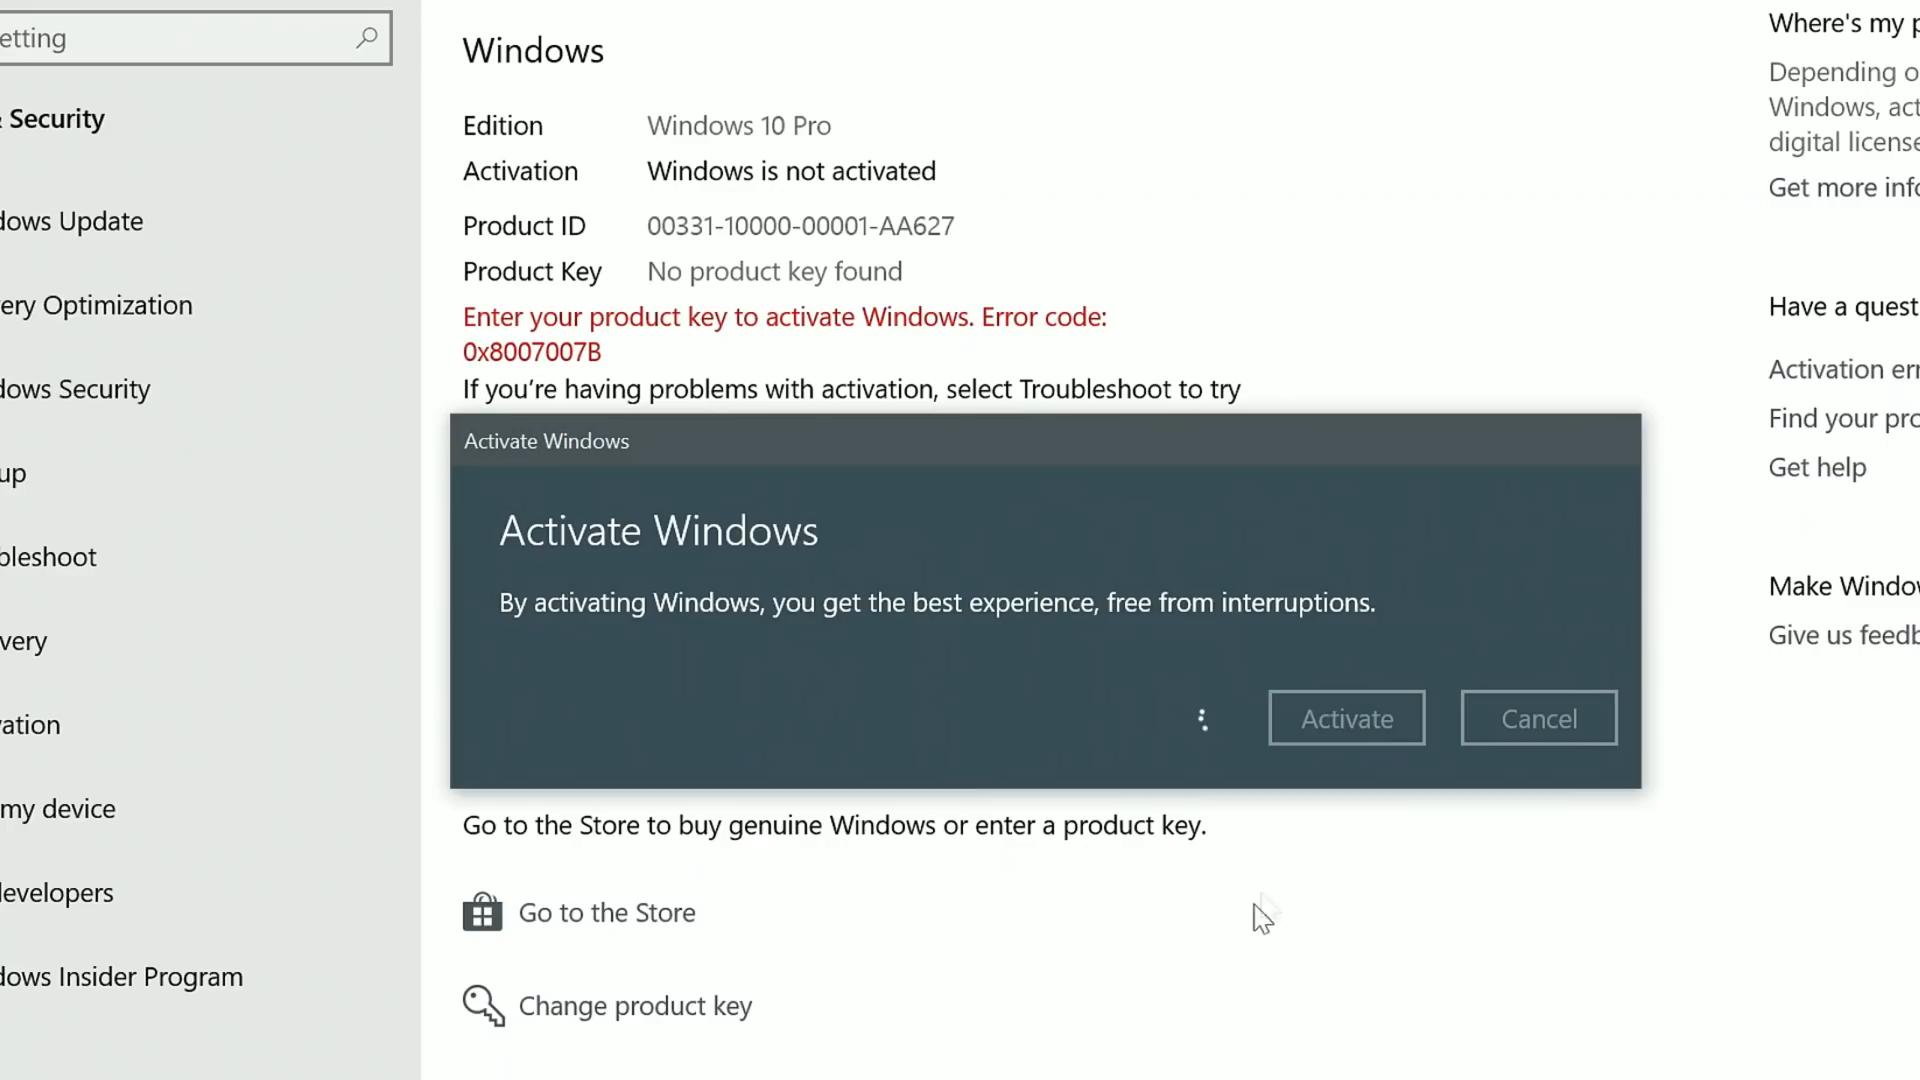 etting
Security
dows Update
ery Optimization
dows Security
up
bleshoot
very
vation
my device
developers
dows Insider Program
Windows
Edition Windows 10 Pro
Activation Windows is not activated
Product ID 00331-10000-00001-AA627
Product Key No product key found
Enter your product key to activate Windows. Error code:
0x8007007B
If you’re having problems with activation, select Troubleshoot to try
Activate Windows
Activate Windows
By activating Windows, you get the best experience, free from interruptions.
Activate Cancel
Go to the Store to buy genuine Windows or enter a product key.
Go to the Store
Change product key
Where's my p
Depending o
Windows, act
digital license
Get more info
Have a quest
Activation err
Find your pro
Get help
Make Window
Give us feedb